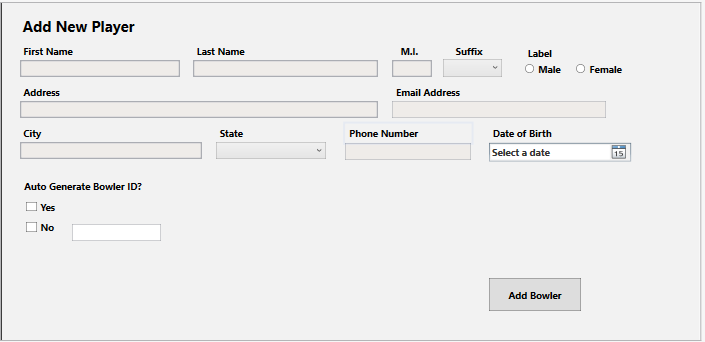 Add New Player
First Name Last Name M.I. Suffix Label
Male Female
Address Email Address
City State Phone Number Date of Birth
Select a date 15
Auto Generate Bowler ID?
Yes
No
Add Bowler